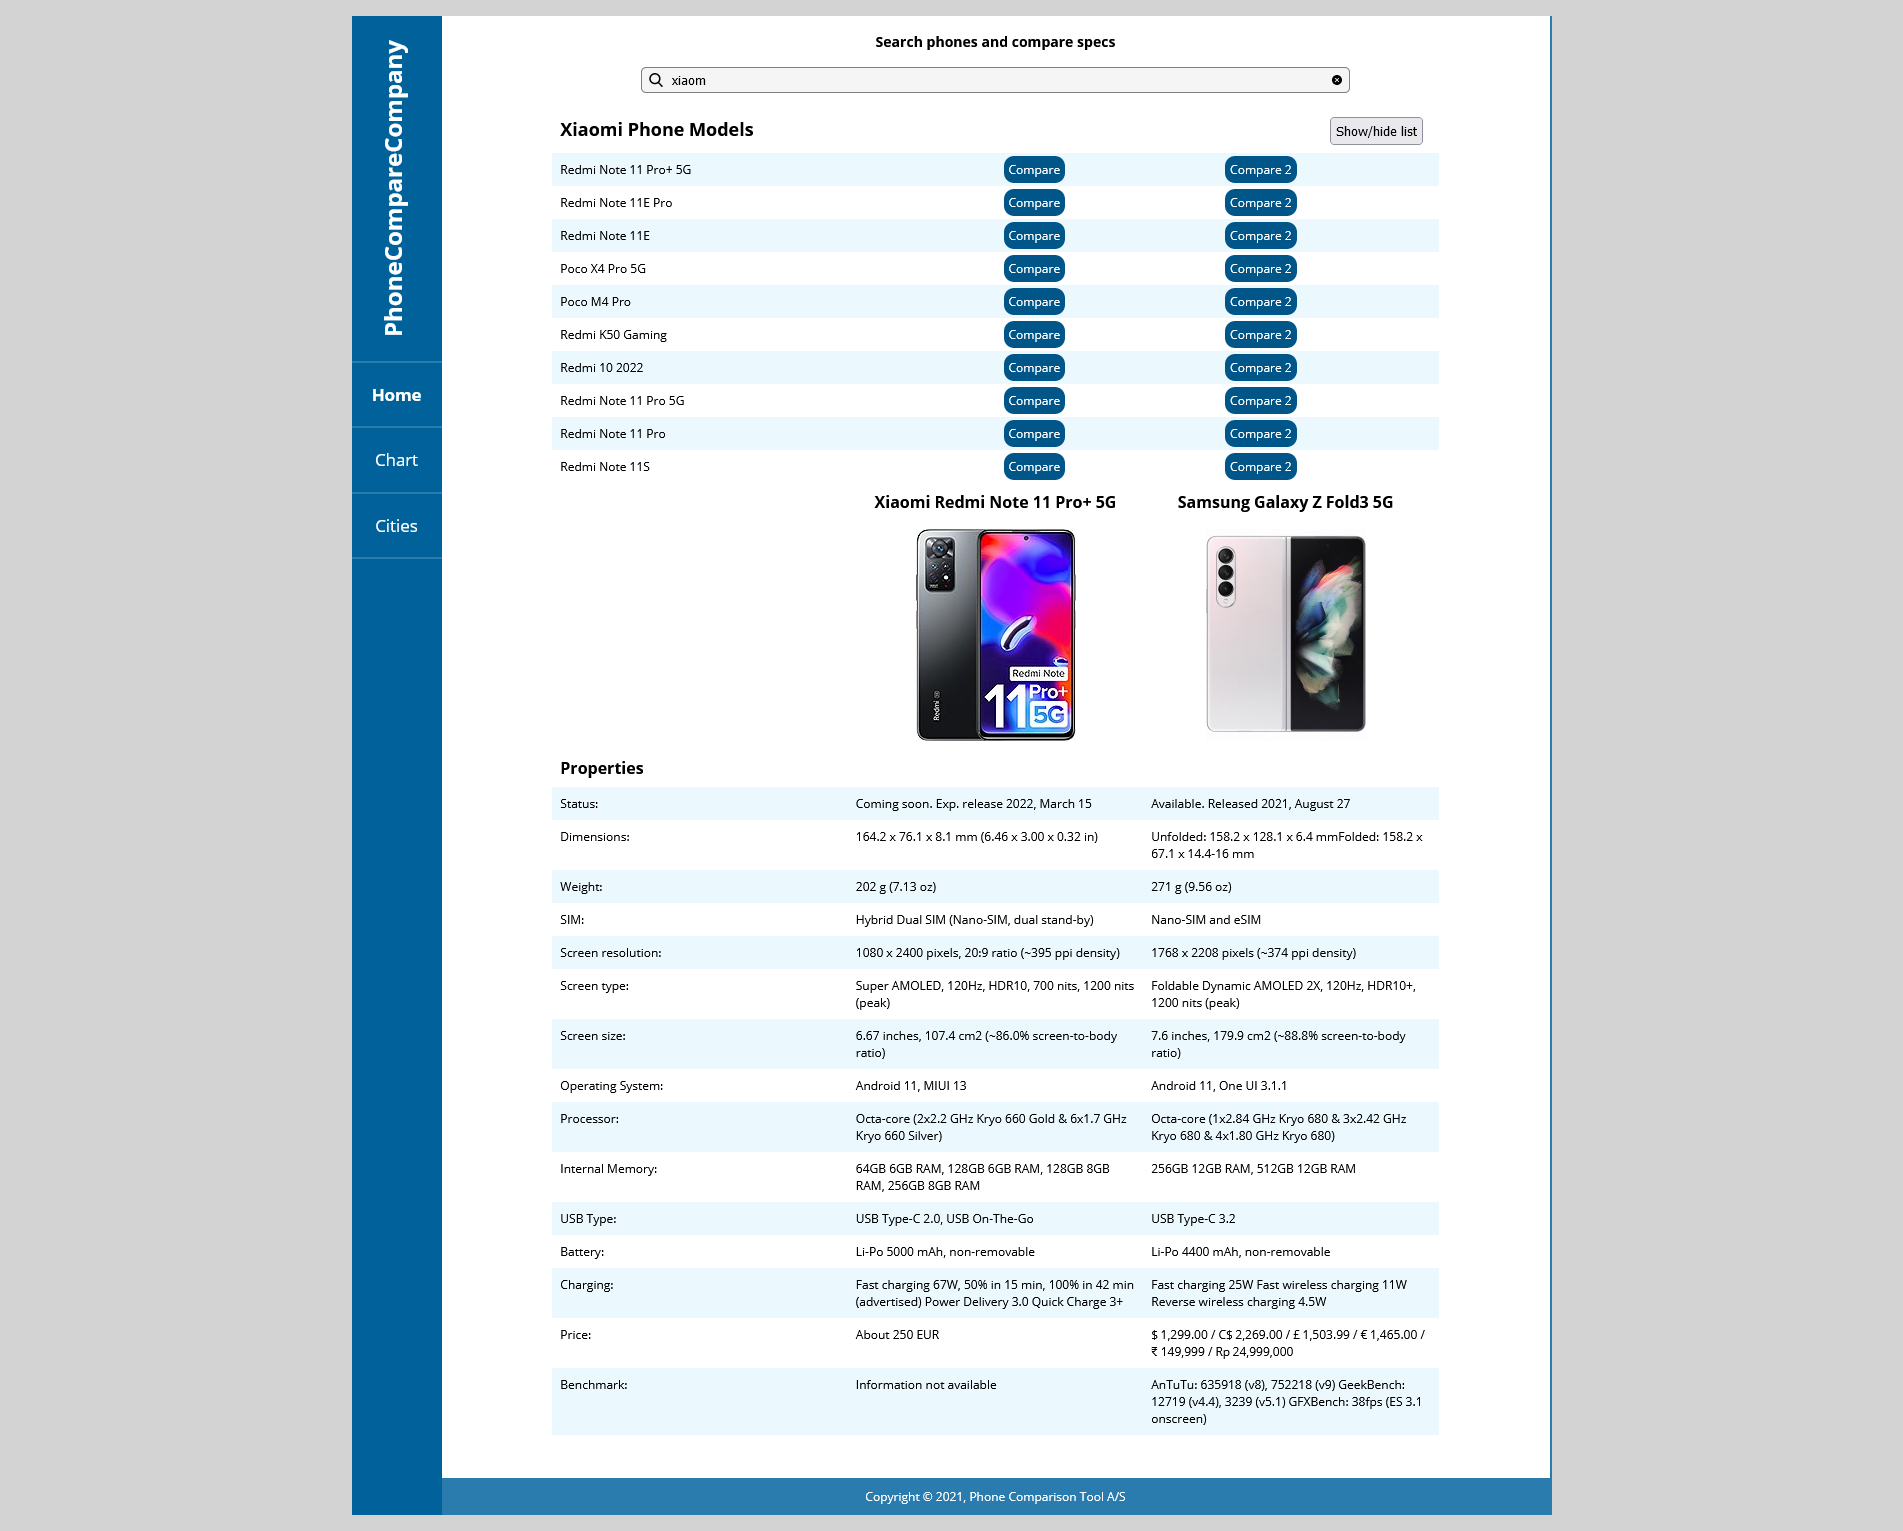 PhoneCompareCompany
Home
Chart
Cities
Search phones and compare specs
xiaom
Xiaomi Phone Models
Show/hide list
Redmi Note 11 Pro+ 5G Compare Compare 2
Redmi Note 11E Pro Compare Compare 2
Redmi Note 11E Compare Compare 2
Poco X4 Pro 5G Compare Compare 2
Poco M4 Pro Compare Compare 2
Redmi K50 Gaming Compare Compare 2
Redmi 10 2022 Compare Compare 2
Redmi Note 11 Pro 5G Compare Compare 2
Redmi Note 11 Pro Compare Compare 2
Redmi Note 11S Compare Compare 2
Xiaomi Redmi Note 11 Pro+ 5G Samsung Galaxy Z Fold3 5G
Redmi
Redmi Note
11 Pro+
5G
Properties
Status: Coming soon. Exp. release 2022, March 15 Available. Released 2021, August 27
Dimensions: 164.2 x 76.1 x 8.1 mm (6.46 x 3.00 x 0.32 in) Unfolded: 158.2 x 128.1 x 6.4 mmFolded: 158.2 x
67.1 x 14.4-16 mm
Weight: 202 g (7.13 oz) 271 g (9.56 oz)
SIM: Hybrid Dual SIM (Nano-SIM, dual stand-by) Nano-SIM and eSIM
Screen resolution: 1080 x 2400 pixels, 20:9 ratio (~395 ppi density) 1768 x 2208 pixels (~374 ppi density)
Screen type: Super AMOLED, 120Hz, HDR10, 700 nits, 1200 nits Foldable Dynamic AMOLED 2X, 120Hz, HDR10+,
(peak) 1200 nits (peak)
Screen size: 6.67 inches, 107.4 cm2 (~86.0% screen-to-body 7.6 inches, 179.9 cm2 (~88.8% screen-to-body
ratio) ratio)
Operating System: Android 11, MIUI 13 Android 11, One UI 3.1.1
Processor: Octa-core (2x2.2 GHz Kryo 660 Gold & 6x1.7 GHz Octa-core (1x2.84 GHz Kryo 680 & 3x2.42 GHz
Kryo 660 Silver) Kryo 680 & 4x1.80 GHz Kryo 680)
Internal Memory: 64GB 6GB RAM, 128GB 6GB RAM, 128GB 8GB 256GB 12GB RAM, 512GB 12GB RAM
RAM, 256GB 8GB RAM
USB Type: USB Type-C 2.0, USB On-The-Go USB Type-C 3.2
Battery: Li-Po 5000 mAh, non-removable Li-Po 4400 mAh, non-removable
Charging: Fast charging 67W, 50% in 15 min, 100% in 42 min Fast charging 25W Fast wireless charging 11W
(advertised) Power Delivery 3.0 Quick Charge 3+ Reverse wireless charging 4.5W
Price: About 250 EUR $ 1,299.00 / C$ 2,269.00 / £ 1,503.99 / € 1,465.00 /
₹ 149,999 / Rp 24,999,000
Benchmark: Information not available AnTuTu: 635918 (v8), 752218 (v9) GeekBench:
12719 (v4.4), 3239 (v5.1) GFXBench: 38fps (ES 3.1
onscreen)
Copyright © 2021, Phone Comparison Tool A/S